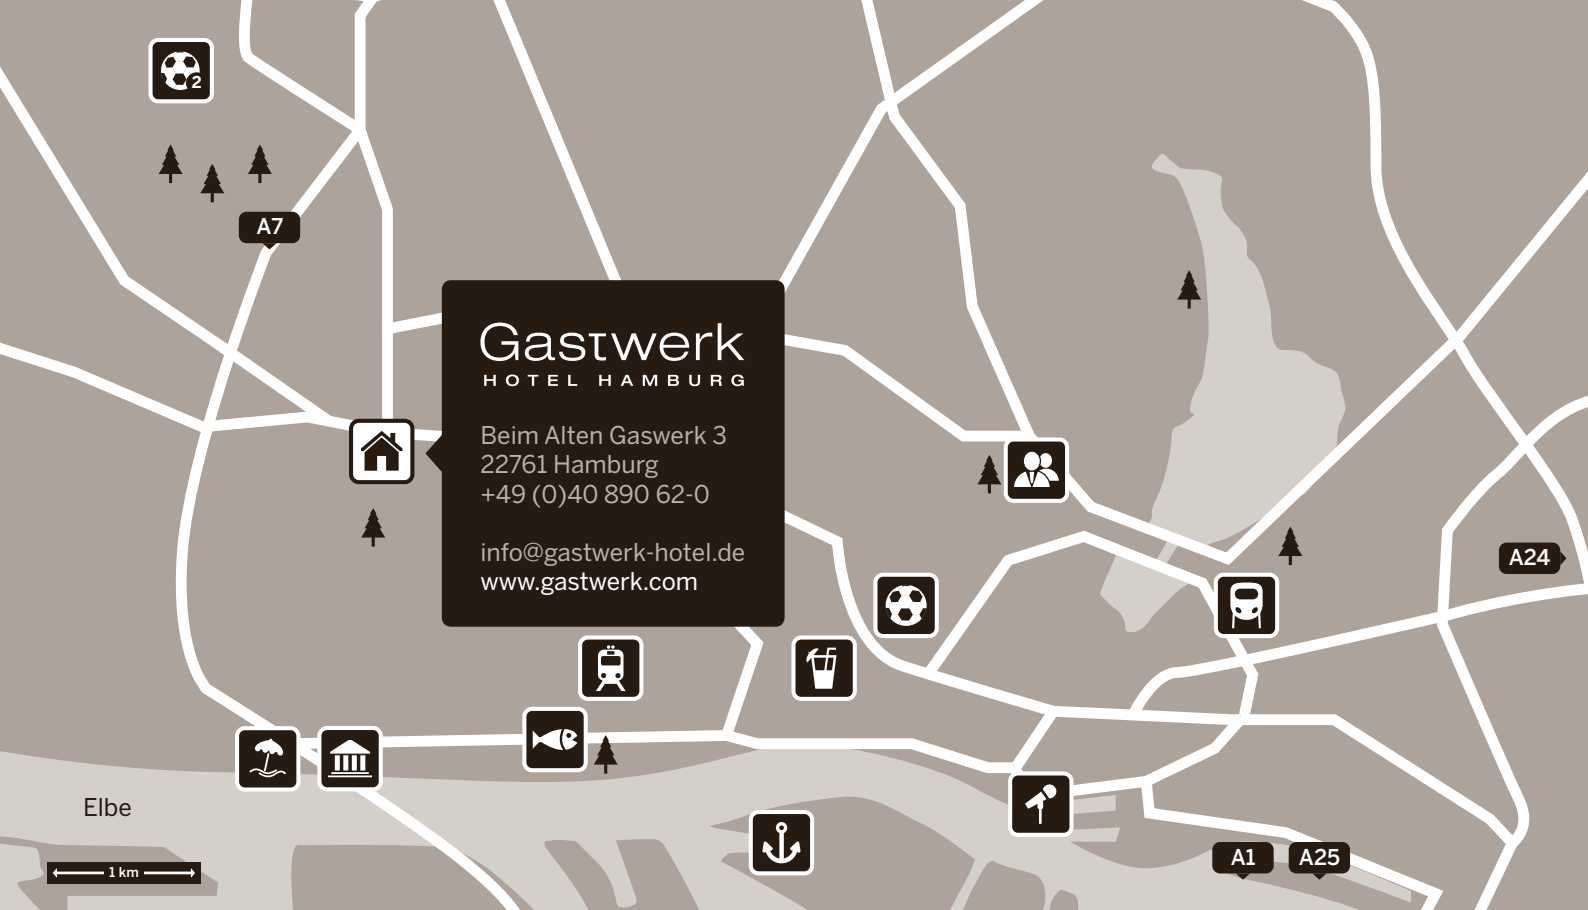 2
A7
Gastwerk
HOTEL HAMBURG
Beim Alten Gaswerk 3
22761 Hamburg
+49 (0)40 890 62-0
info@gastwerk-hotel.de
www.gastwerk.com
A24
Elbe
1 km
A1
A25